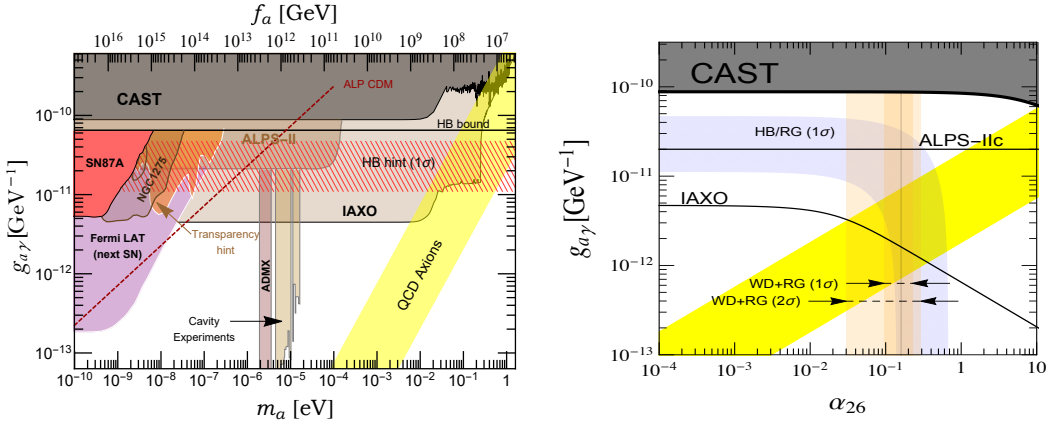 f_a [GeV]
10^16 10^15 10^14 10^13 10^12 10^11 10^10 10^9 10^8 10^7
10^-10
10^-11
10^-12
10^-13
g_aγ [GeV^-1]
CAST
ALP CDM
HB bound
ALPS-II
SN87A
NGC1275
HB hint (1σ)
IAXO
Transparency
hint
Fermi LAT
(next SN)
ADMX
Cavity
Experiments
QCD Axions
10^-10 10^-9 10^-8 10^-7 10^-6 10^-5 10^-4 10^-3 10^-2 10^-1 1
m_a [eV]
CAST
10^-10
10^-11
10^-12
10^-13
g_aγ [GeV^-1]
HB/RG (1σ)
ALPS-IIc
IAXO
WD+RG (1σ)
WD+RG (2σ)
10^-4 10^-3 10^-2 10^-1 1 10
α_26